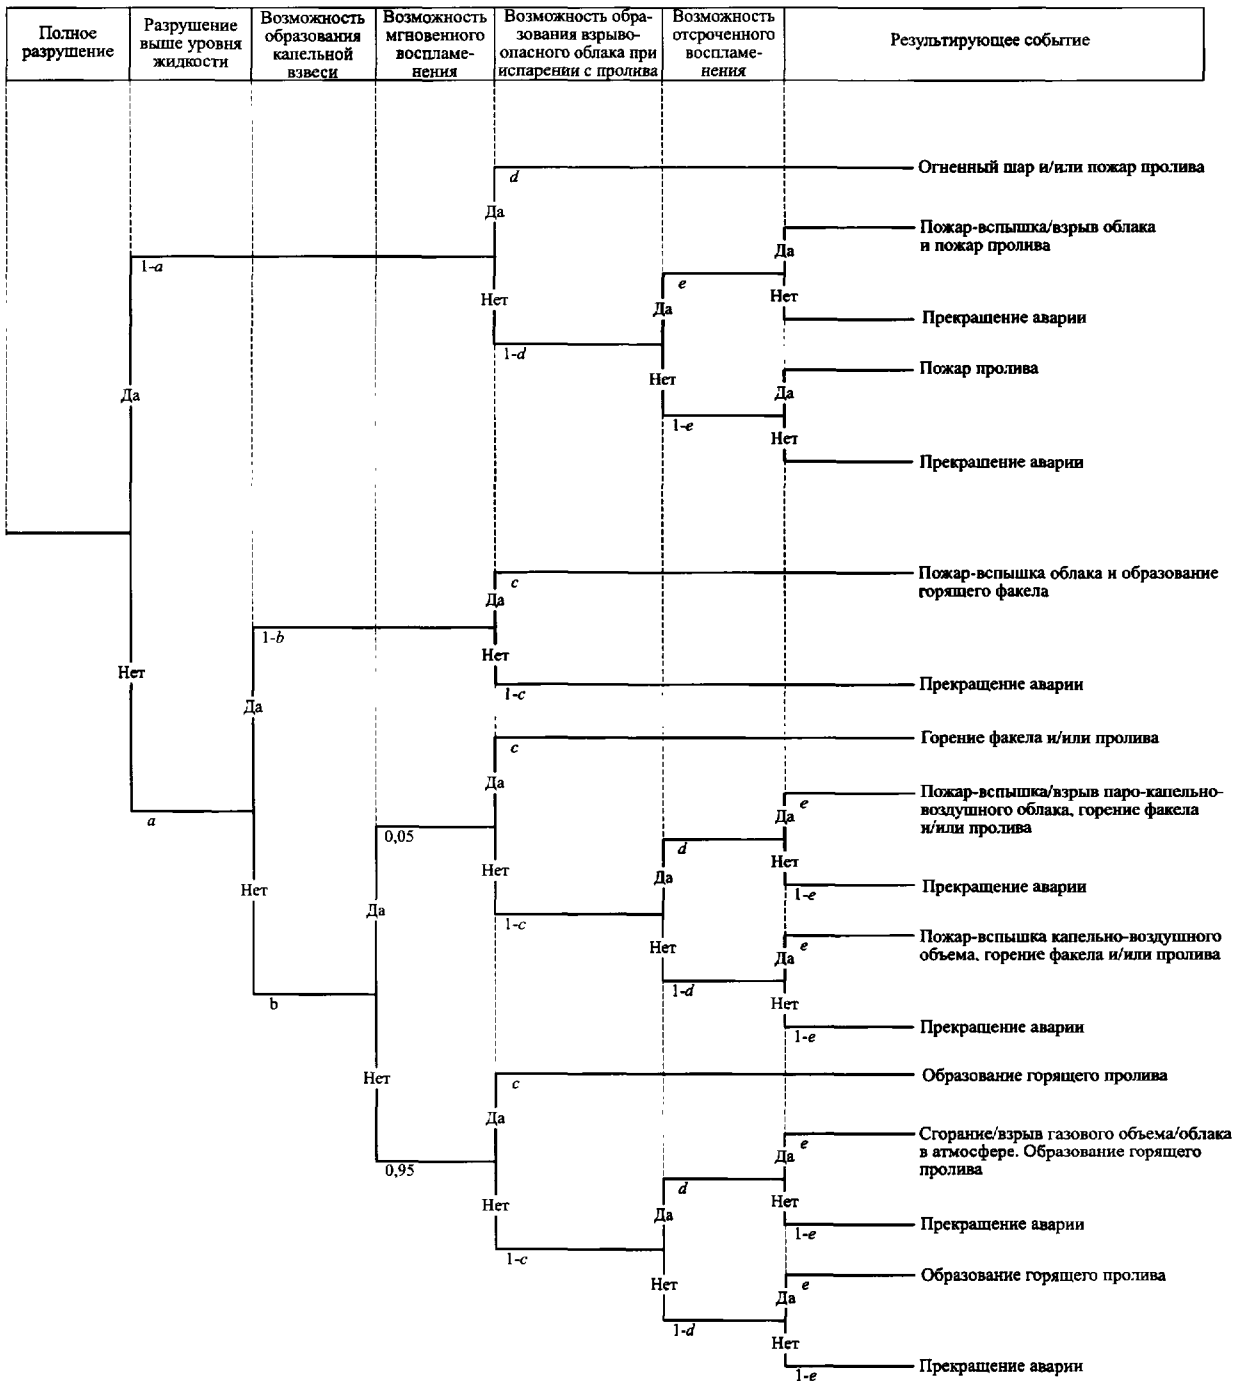 Полное
разрушение
Разрушение
выше уровня
жидкости
Возможность
образования
капельной
взвеси
Возможность
мгновенного
воспламе-
нения
Возможность обра-
зования взрыво-
опасного облака при
испарении с пролива
Возможность
отсроченного
воспламе-
нения
Результирующее событие
d
Огненный шар и/или пожар пролива
Да
Пожар-вспышка/взрыв облака
и пожар пролива
Да
1-a
e
Нет
Нет
Да
Прекращение аварии
1-d
Пожар пролива
Нет
Да
Да
1-e
Нет
Прекращение аварии
c
Пожар-вспышка облака и образование
горящего факела
Да
1-b
Нет
Нет
1-c
Прекращение аварии
Да
c
Горение факела и/или пролива
Да
e
Пожар-вспышка/взрыв паро-капельно-
воздушного облака, горение факела
и/или пролива
Да
a
0,05
d
Нет
Нет
Нет
Да
1-e
Прекращение аварии
Да
1-c
e
Пожар-вспышка капельно-воздушного
объема, горение факела и/или пролива
Нет
Да
1-d
b
Нет
1-e
Прекращение аварии
Нет
c
Образование горящего пролива
Да
e
Сгорание/взрыв газового объема/облака
в атмосфере. Образование горящего
пролива
Да
0,95
d
Нет
Нет
Да
1-e
Прекращение аварии
1-c
e
Образование горящего пролива
Нет
Да
1-d
Нет
1-e
Прекращение аварии